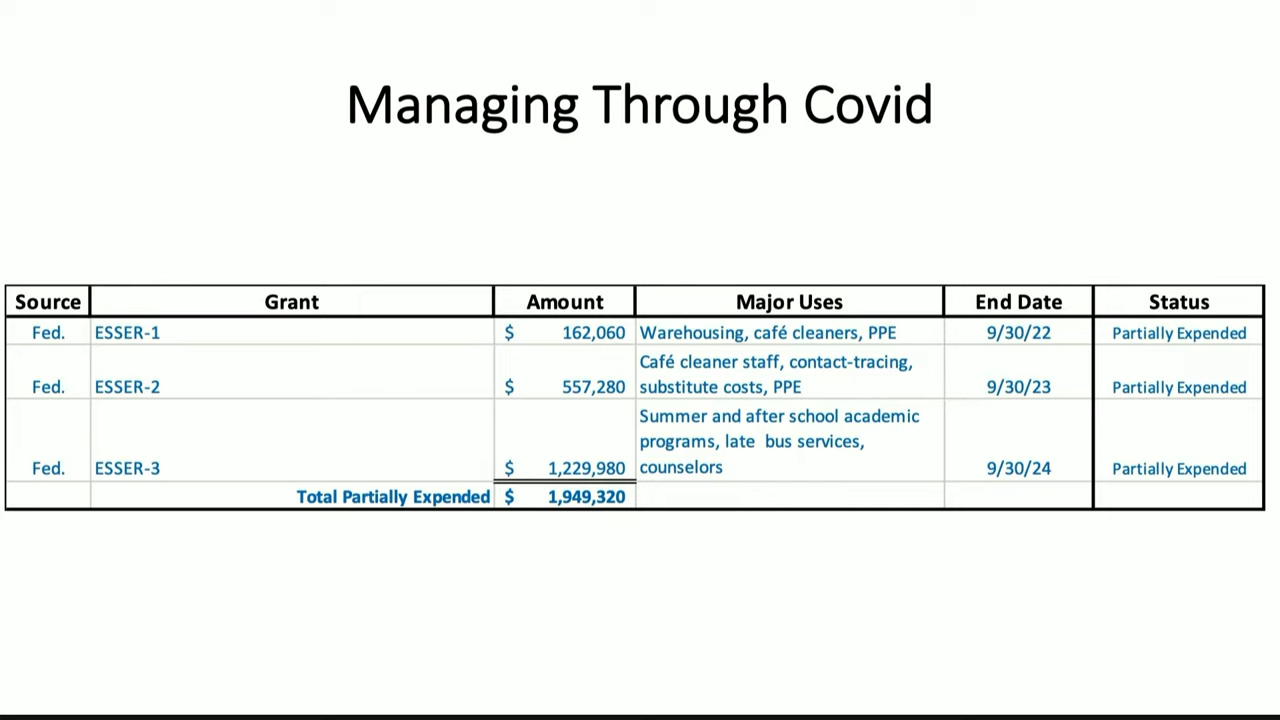 Managing Through Covid
Source Grant Amount Major Uses End Date Status
Fed. ESSER-1 $ 162,060 Warehousing, café cleaners, PPE 9/30/22 Partially Expended
Café cleaner staff, contact-tracing,
Fed. ESSER-2 $ 557,280 substitute costs, PPE 9/30/23 Partially Expended
Summer and after school academic
programs, late bus services,
Fed. ESSER-3 $ 1,229,980 counselors 9/30/24 Partially Expended
Total Partially Expended $ 1,949,320